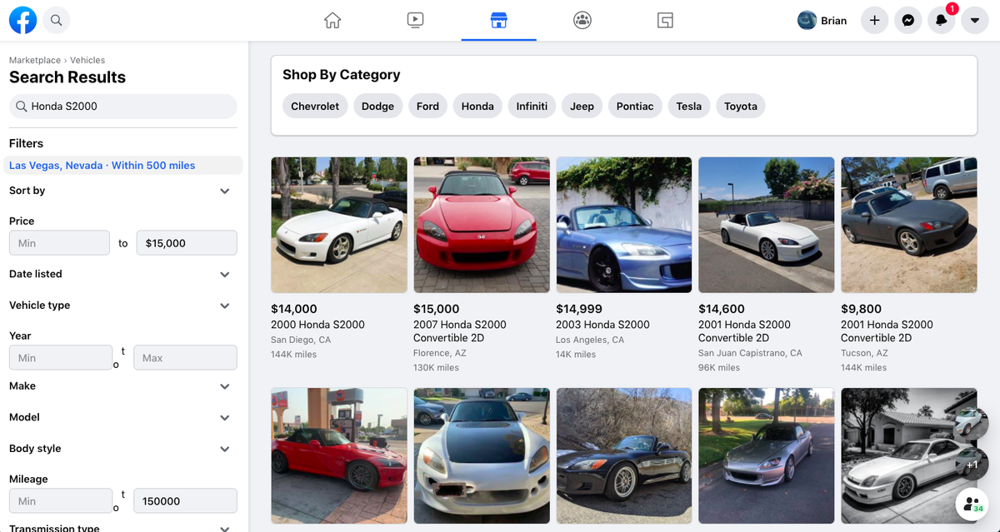 Brian
1
Marketplace › Vehicles
Search Results
Honda S2000
Filters
Las Vegas, Nevada · Within 500 miles
Sort by
Price
Min to $15,000
Date listed
Vehicle type
Year
Min to Max
Make
Model
Body style
Mileage
Min to 150000
Transmission type
Shop By Category
Chevrolet Dodge Ford Honda Infiniti Jeep Pontiac Tesla Toyota
$14,000
2000 Honda S2000
San Diego, CA
144K miles
$15,000
2007 Honda S2000
Convertible 2D
Florence, AZ
130K miles
$14,999
2003 Honda S2000
Los Angeles, CA
14K miles
$14,600
2001 Honda S2000
Convertible 2D
San Juan Capistrano, CA
96K miles
$9,800
2001 Honda S2000
Convertible 2D
Tucson, AZ
144K miles
+1
34